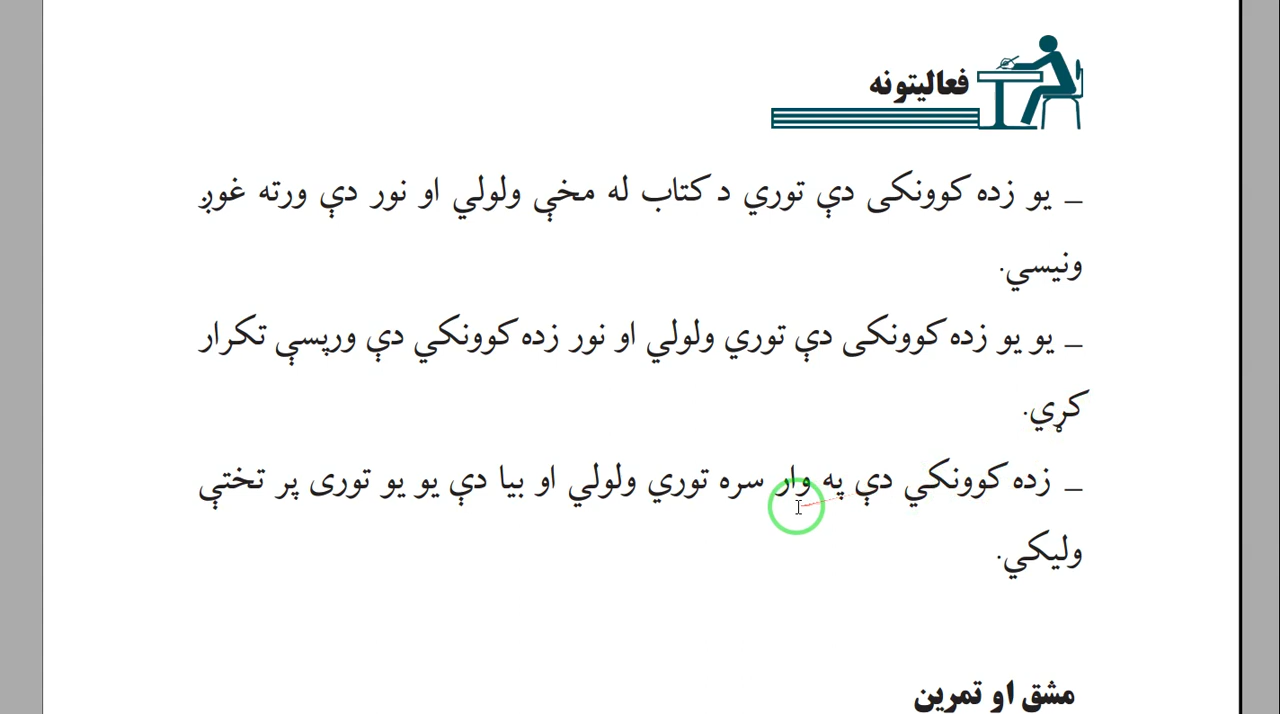 فعالیتونه
_ یو زده کوونکی دې توري د کتاب له مخې ولولي او نور دې ورته غوږ
ونیسي.
_ یو یو زده کوونکی دې توري ولولي او نور زده کوونکي دې ورپسې تکرار
کړي.
_ زده کوونکي دې په وار سره توري ولولي او بیا دې یو یو توری پر تختې
ولیکي.
مشق او تمرین